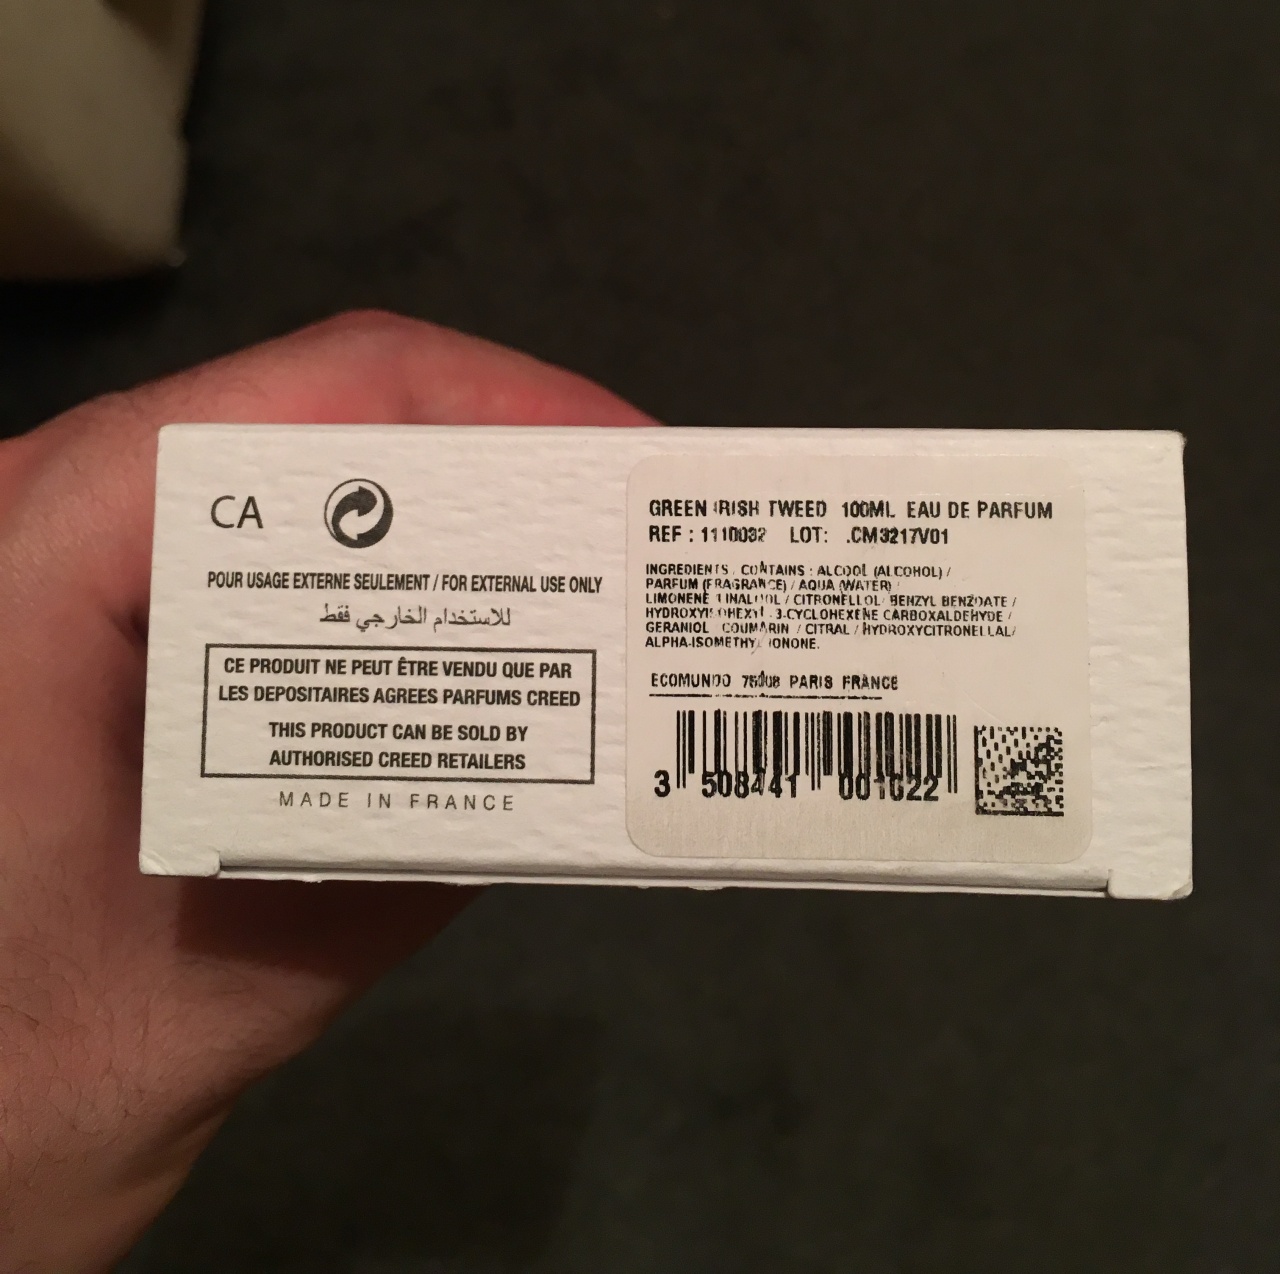 CA
POUR USAGE EXTERNE SEULEMENT / FOR EXTERNAL USE ONLY
للاستخدام الخارجي فقط
CE PRODUIT NE PEUT ÊTRE VENDU QUE PAR
LES DEPOSITAIRES AGREES PARFUMS CREED
THIS PRODUCT CAN BE SOLD BY
AUTHORISED CREED RETAILERS
MADE IN FRANCE
GREEN IRISH TWEED 100ML EAU DE PARFUM
REF : 1110032 LOT: .CM3217V01
INGREDIENTS . CONTAINS : ALCOOL (ALCOHOL) /
PARFUM (FRAGRANCE) / AQUA (WATER) /
LIMONENE LINALOOL / CITRONELLOL BENZYL BENZOATE /
HYDROXYISOHEXYL 3-CYCLOHEXENE CARBOXALDEHYDE /
GERANIOL COUMARIN / CITRAL / HYDROXYCITRONELLAL/
ALPHA-ISOMETHYL IONONE.
ECOMUNDO 75008 PARIS FRANCE
3 508441 001022